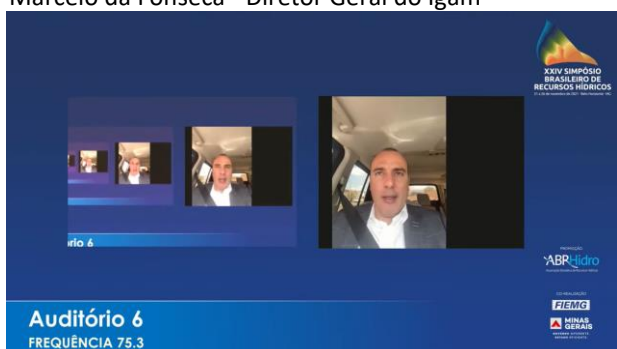 Marcelo da Fonseca - Diretor Geral do Igam
XXIV SIMPÓSIO
BRASILEIRO DE
RECURSOS HÍDRICOS
rio 6
PROMOÇÃO
ABRHidro
CO-REALIZAÇÃO
FIEMG
MINAS
GERAIS
Auditório 6
FREQUÊNCIA 75.3